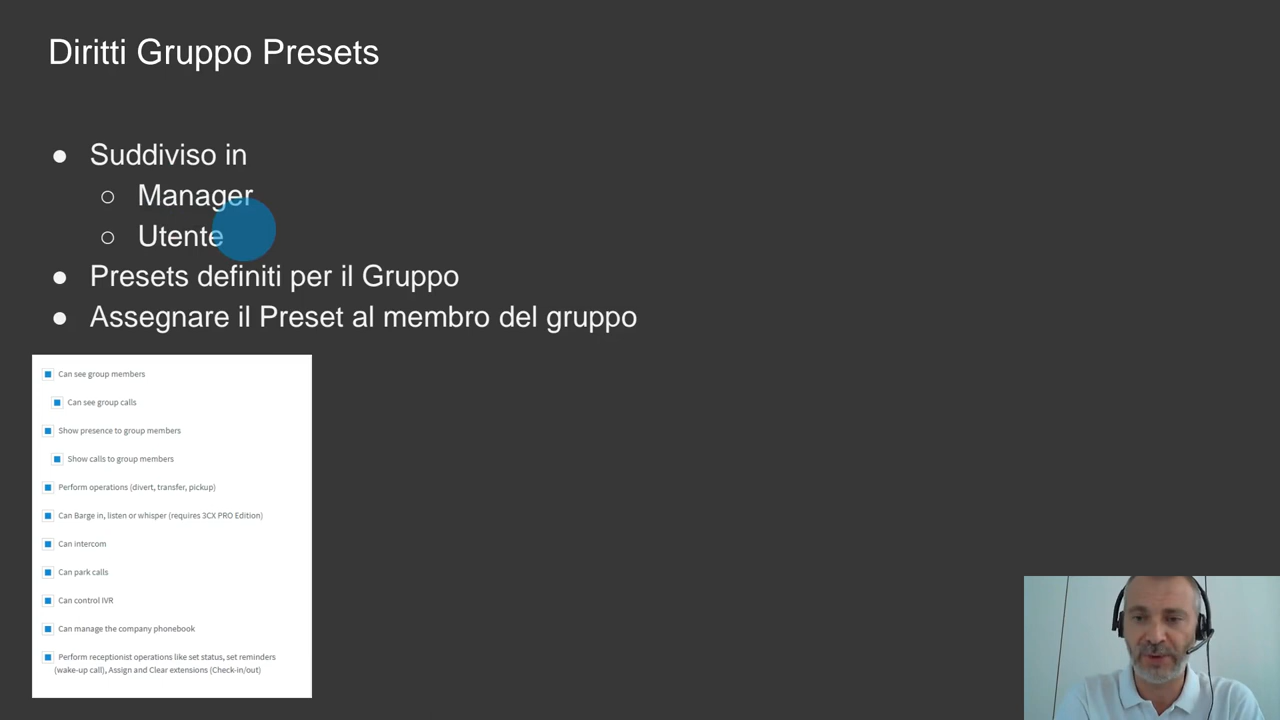 Diritti Gruppo Presets
● Suddiviso in
○ Manager
○ Utente
● Presets definiti per il Gruppo
● Assegnare il Preset al membro del gruppo
Can see group members
Can see group calls
Show presence to group members
Show calls to group members
Perform operations (divert, transfer, pickup)
Can Barge in, listen or whisper (requires 3CX PRO Edition)
Can intercom
Can park calls
Can control IVR
Can manage the company phonebook
Perform receptionist operations like set status, set reminders
(wake-up call), Assign and Clear extensions (Check-in/out)